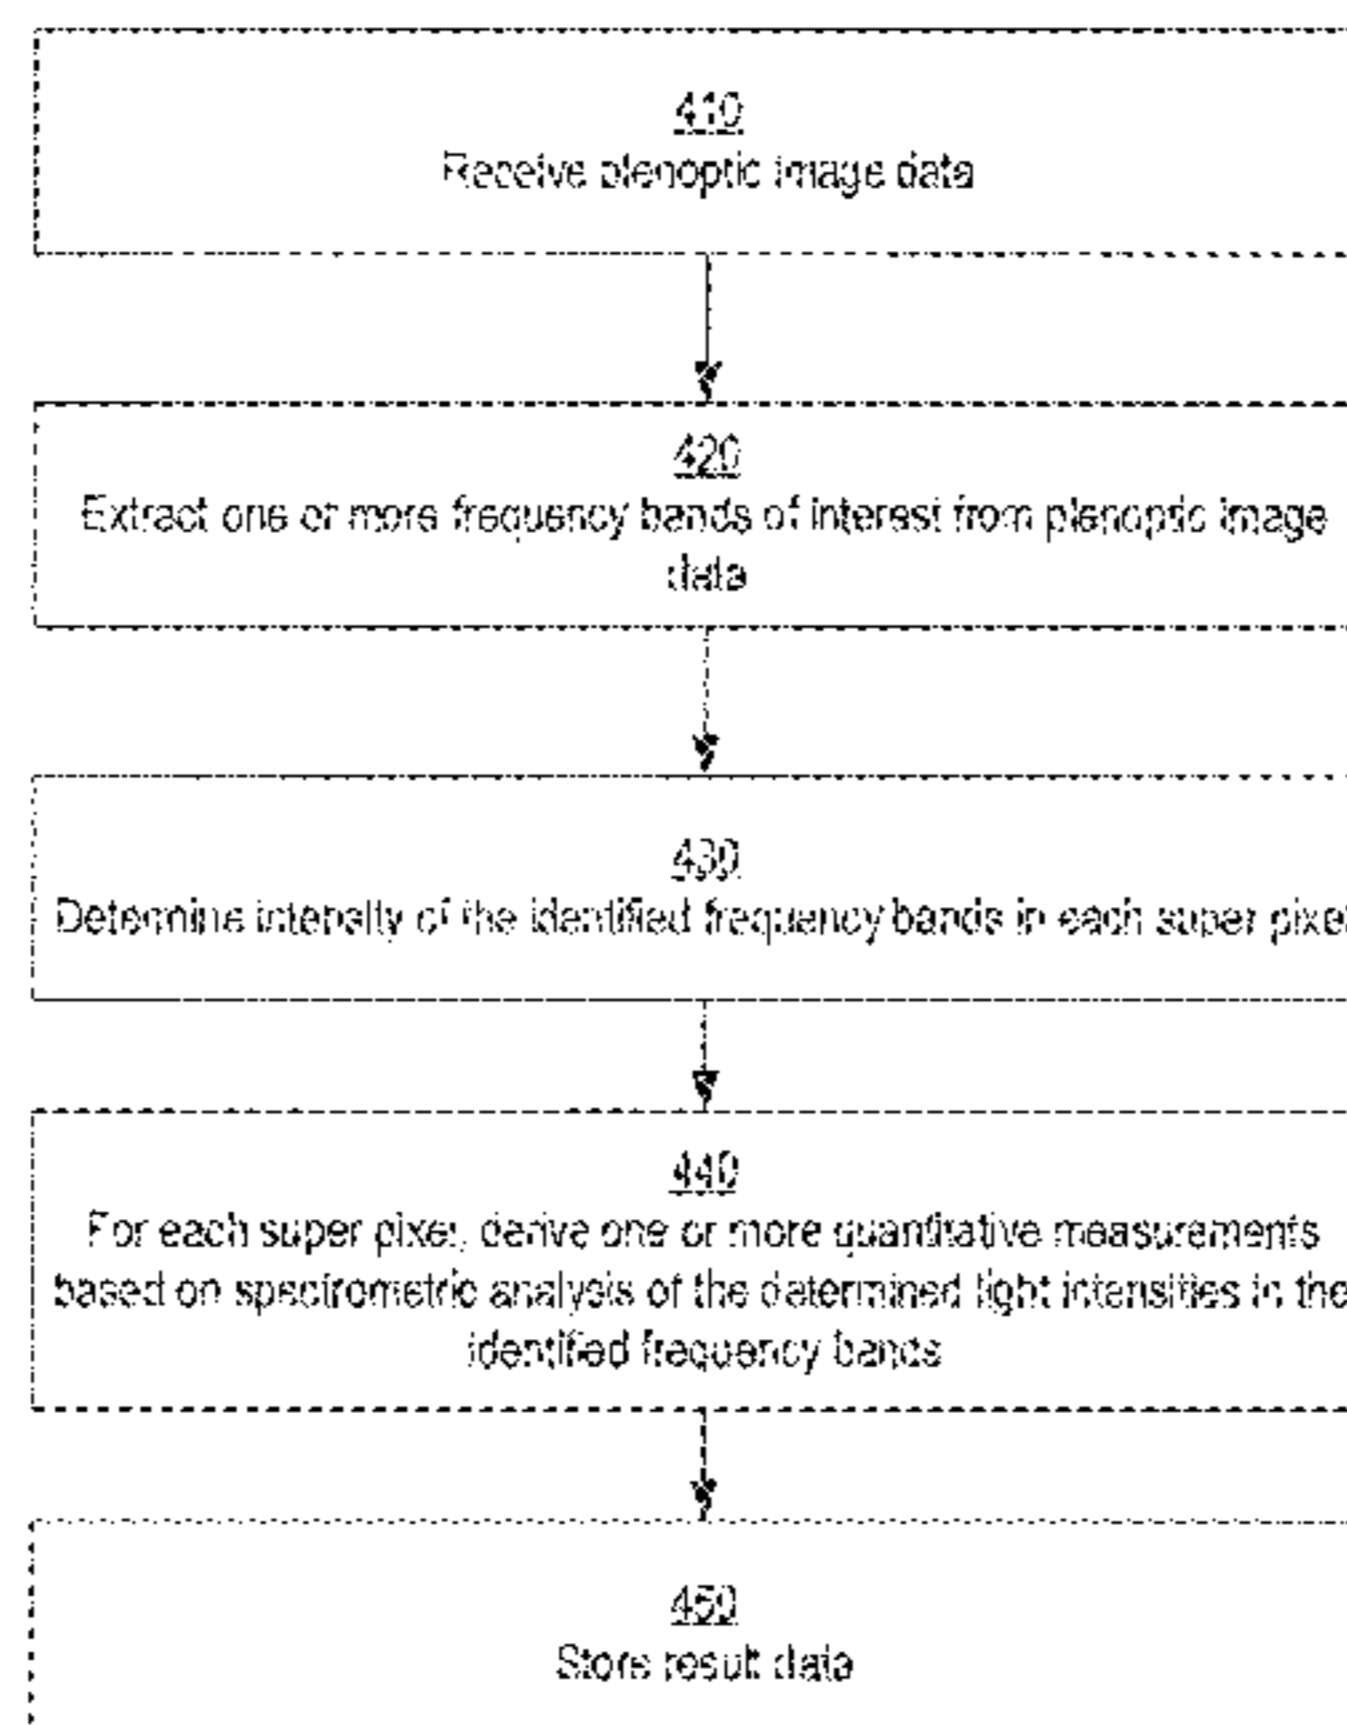 410
Receive plenoptic image data
420
Extract one or more frequency bands of interest from plenoptic image
data
430
Determine intensity of the identified frequency bands in each super pixel
440
For each super pixel, derive one or more quantitative measurements
based on spectrometric analysis of the determined light intensities in the
identified frequency bands
450
Store result data